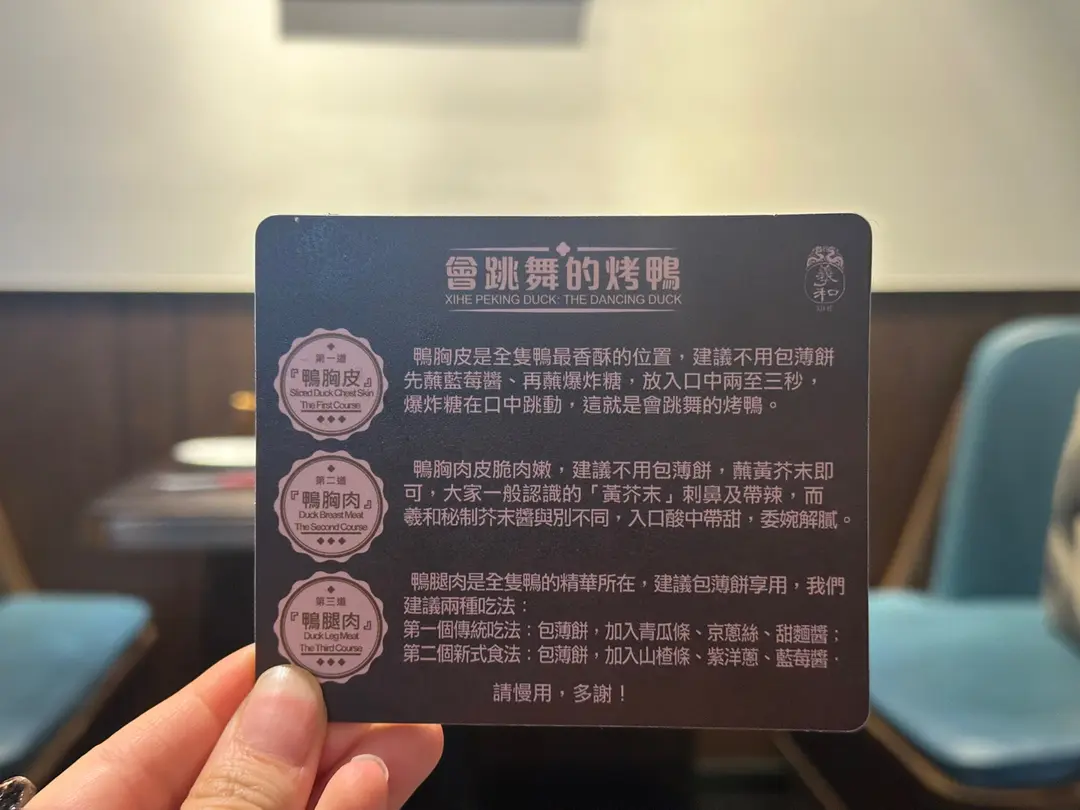 會跳舞的烤鴨
XIHE PEKING DUCK: THE DANCING DUCK
羲和
XIHE
第一道
『鴨胸皮』
Sliced Duck Chest Skin
The First Course
鴨胸皮是全隻鴨最香酥的位置，建議不用包薄餅
先蘸藍莓醬、再蘸爆炸糖，放入口中兩至三秒，
爆炸糖在口中跳動，這就是會跳舞的烤鴨。
第二道
『鴨胸肉』
Duck Breast Meat
The Second Course
鴨胸肉皮脆肉嫩，建議不用包薄餅，蘸黃芥末即
可，大家一般認識的「黃芥末」刺鼻及帶辣，而
羲和秘制芥末醬與別不同，入口酸中帶甜，委婉解膩。
第三道
『鴨腿肉』
Duck Leg Meat
The Third Course
鴨腿肉是全隻鴨的精華所在，建議包薄餅享用，我們
建議兩種吃法：
第一個傳統吃法：包薄餅，加入青瓜條、京蔥絲、甜麵醬；
第二個新式食法：包薄餅，加入山楂條、紫洋蔥、藍莓醬．
請慢用，多謝！